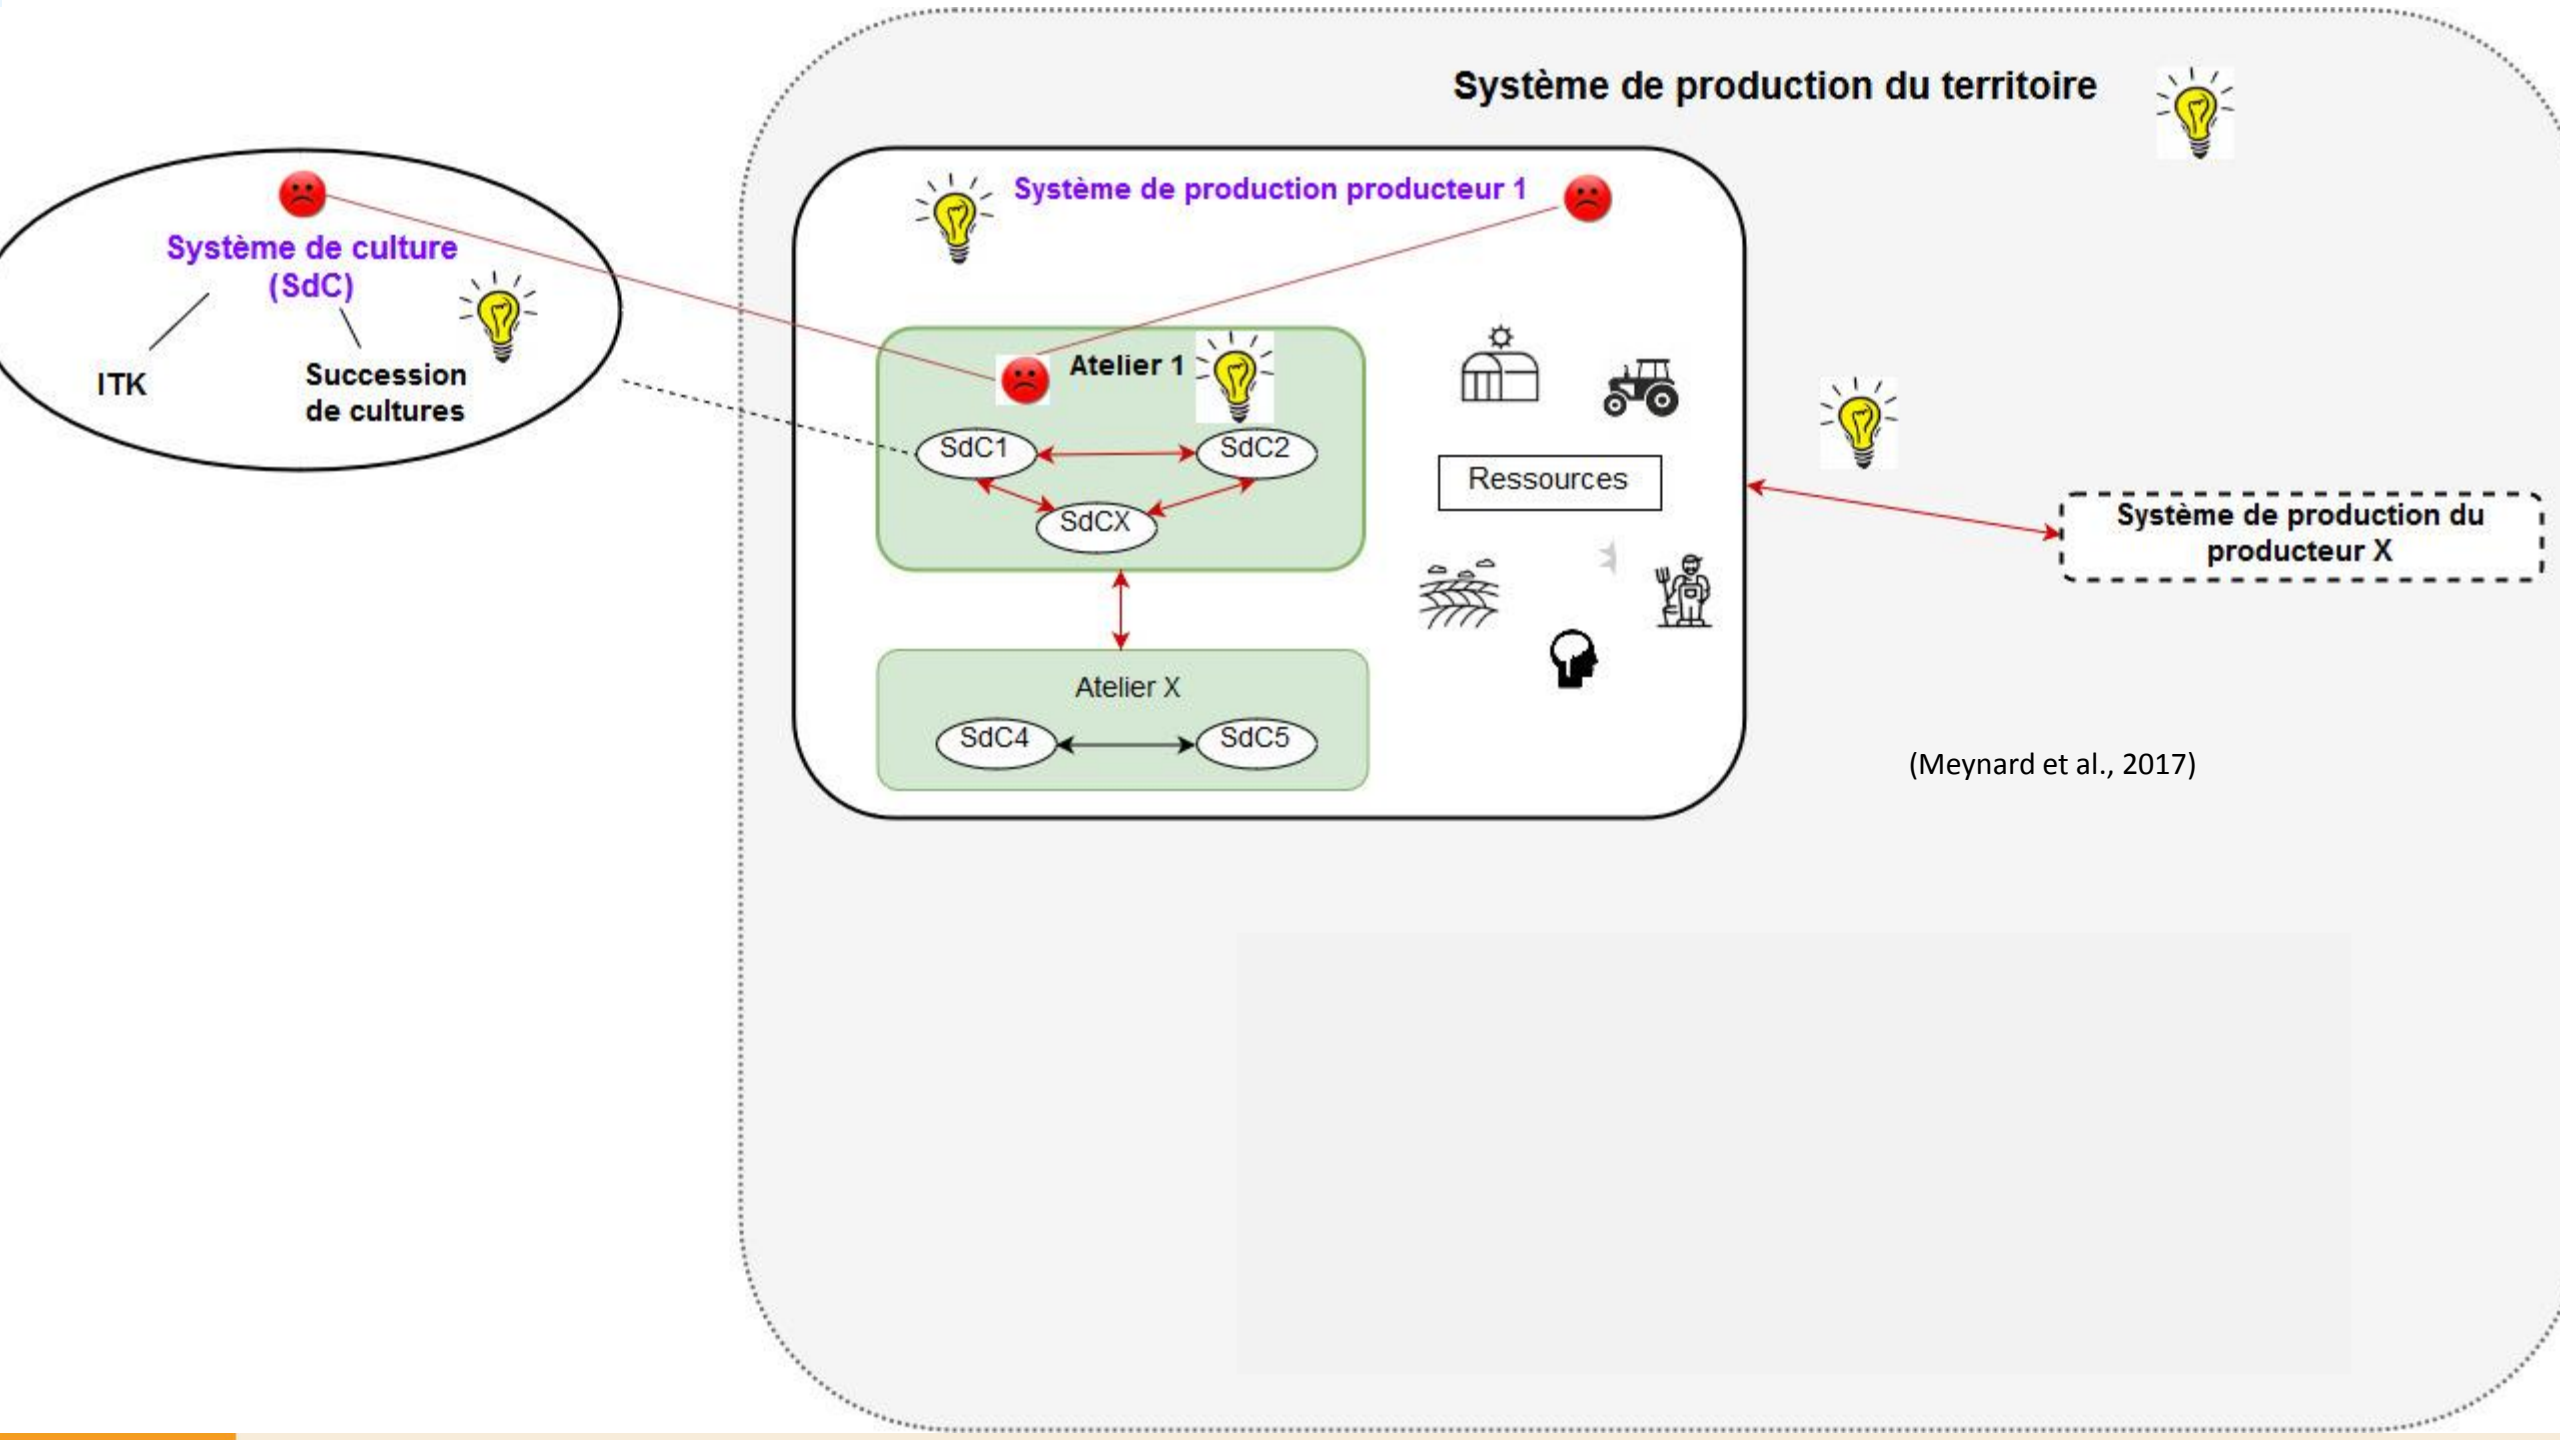 Système de production du territoire
Système de culture
(SdC)
ITK
Succession
de cultures
Système de production producteur 1
Atelier 1
SdC1
SdC2
SdCX
Ressources
Atelier X
SdC4
SdC5
Système de production du
producteur X
(Meynard et al., 2017)